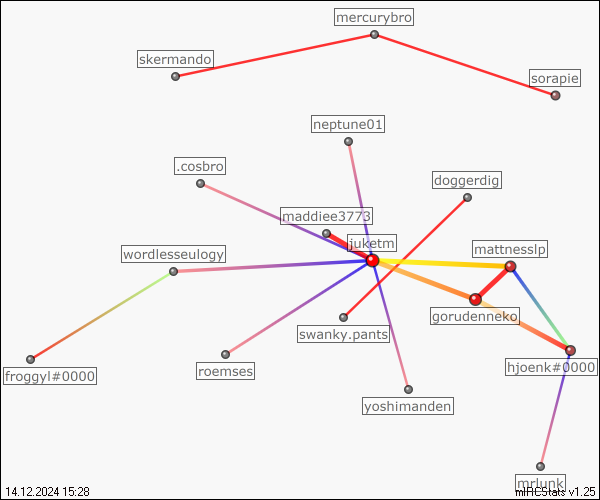 mercurybro
skermando
sorapie
neptune01
.cosbro
doggerdig
maddiee3773
juketm
mattnesslp
wordlesseulogy
gorudenneko
swanky.pants
hjoenk#0000
froggyl#0000
roemses
yoshimanden
mrlunk
14.12.2024 15:28
mIRCStats v1.25